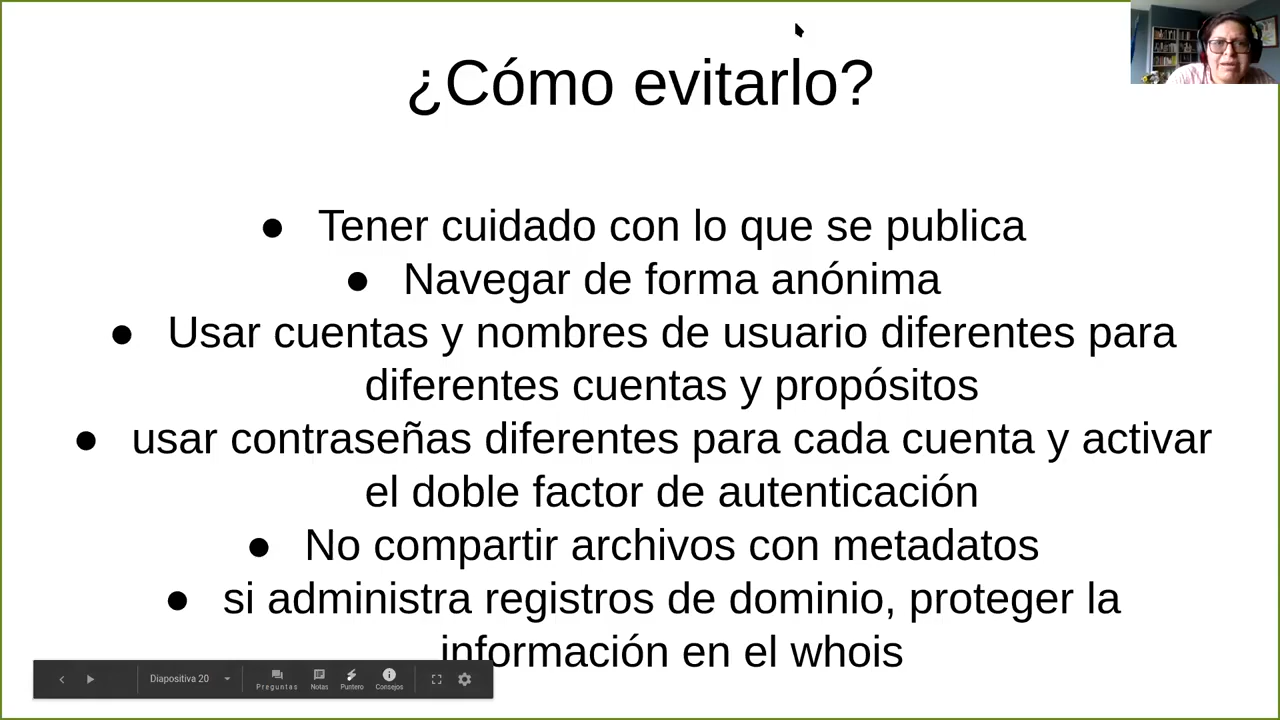 ¿Cómo evitarlo?
● Tener cuidado con lo que se publica
● Navegar de forma anónima
● Usar cuentas y nombres de usuario diferentes para
diferentes cuentas y propósitos
● usar contraseñas diferentes para cada cuenta y activar
el doble factor de autenticación
● No compartir archivos con metadatos
● si administra registros de dominio, proteger la
información en el whois
Diapositiva 20
Preguntas Notas Puntero Consejos